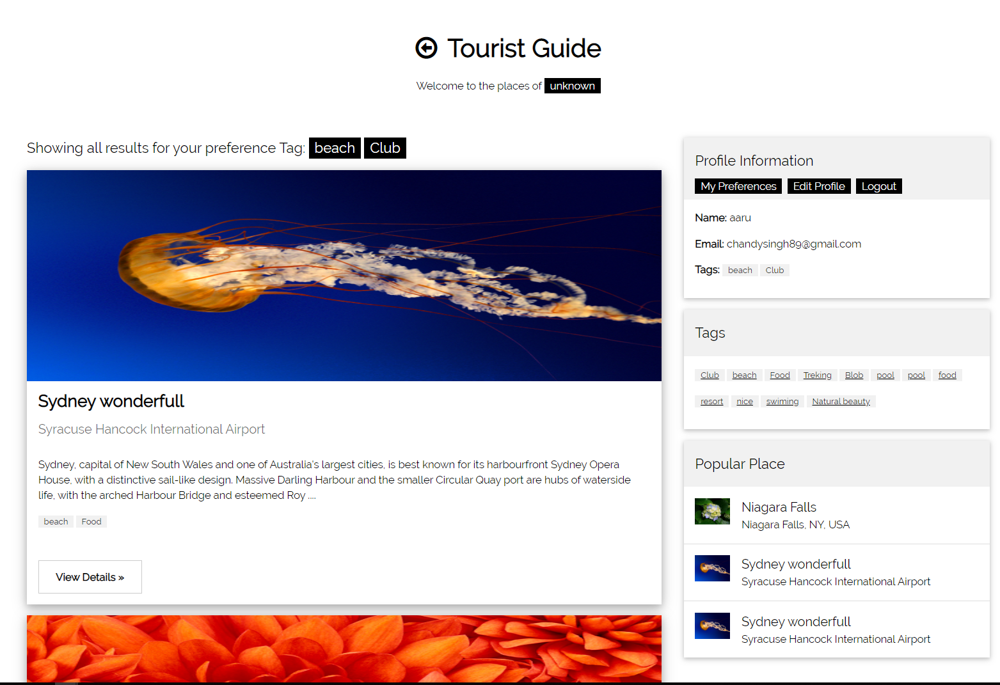 Tourist Guide
Welcome to the places of unknown
Showing all results for your preference Tag: beach Club
Sydney wonderfull
Syracuse Hancock International Airport
Sydney, capital of New South Wales and one of Australia's largest cities, is best known for its harbourfront Sydney Opera
House, with a distinctive sail-like design. Massive Darling Harbour and the smaller Circular Quay port are hubs of waterside
life, with the arched Harbour Bridge and esteemed Roy ....
beach Food
View Details »
Profile Information
My Preferences Edit Profile Logout
Name: aaru
Email: chandysingh89@gmail.com
Tags: beach Club
Tags
Club beach Food Treking Blob pool pool food
resort nice swiming Natural beauty
Popular Place
Niagara Falls
Niagara Falls, NY, USA
Sydney wonderfull
Syracuse Hancock International Airport
Sydney wonderfull
Syracuse Hancock International Airport